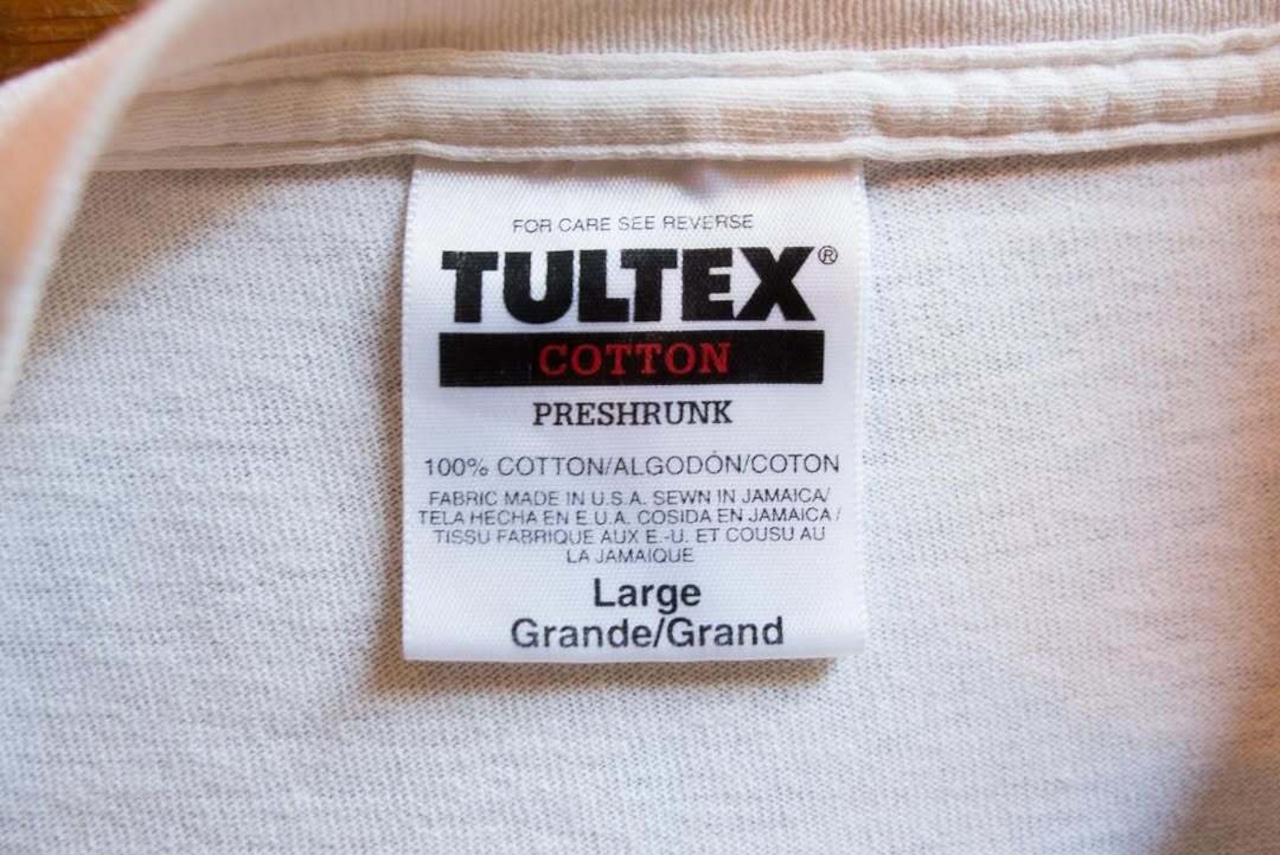 FOR CARE SEE REVERSE
TULTEX®
COTTON
PRESHRUNK
100% COTTON/ALGODÓN/COTON
FABRIC MADE IN U.S.A. SEWN IN JAMAICA/
TELA HECHA EN E.U.A. COSIDA EN JAMAICA/
TISSU FABRIQUE AUX E.-U. ET COUSU AU
LA JAMAIQUE
Large
Grande/Grand